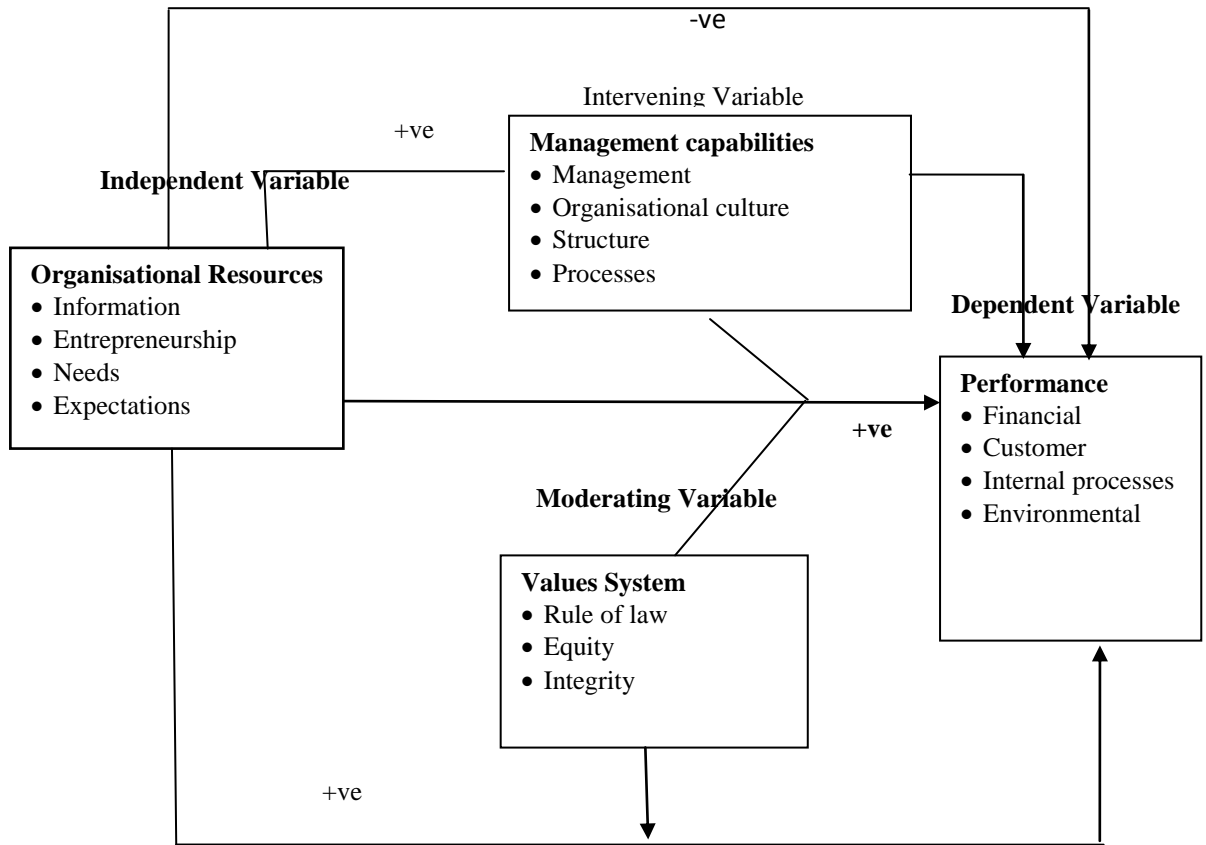 -ve
Intervening Variable
+ve
Management capabilities
• Management
• Organisational culture
• Structure
• Processes
Independent Variable
Organisational Resources
• Information
• Entrepreneurship
• Needs
• Expectations
Dependent Variable
Performance
• Financial
• Customer
• Internal processes
• Environmental
+ve
Moderating Variable
Values System
• Rule of law
• Equity
• Integrity
+ve